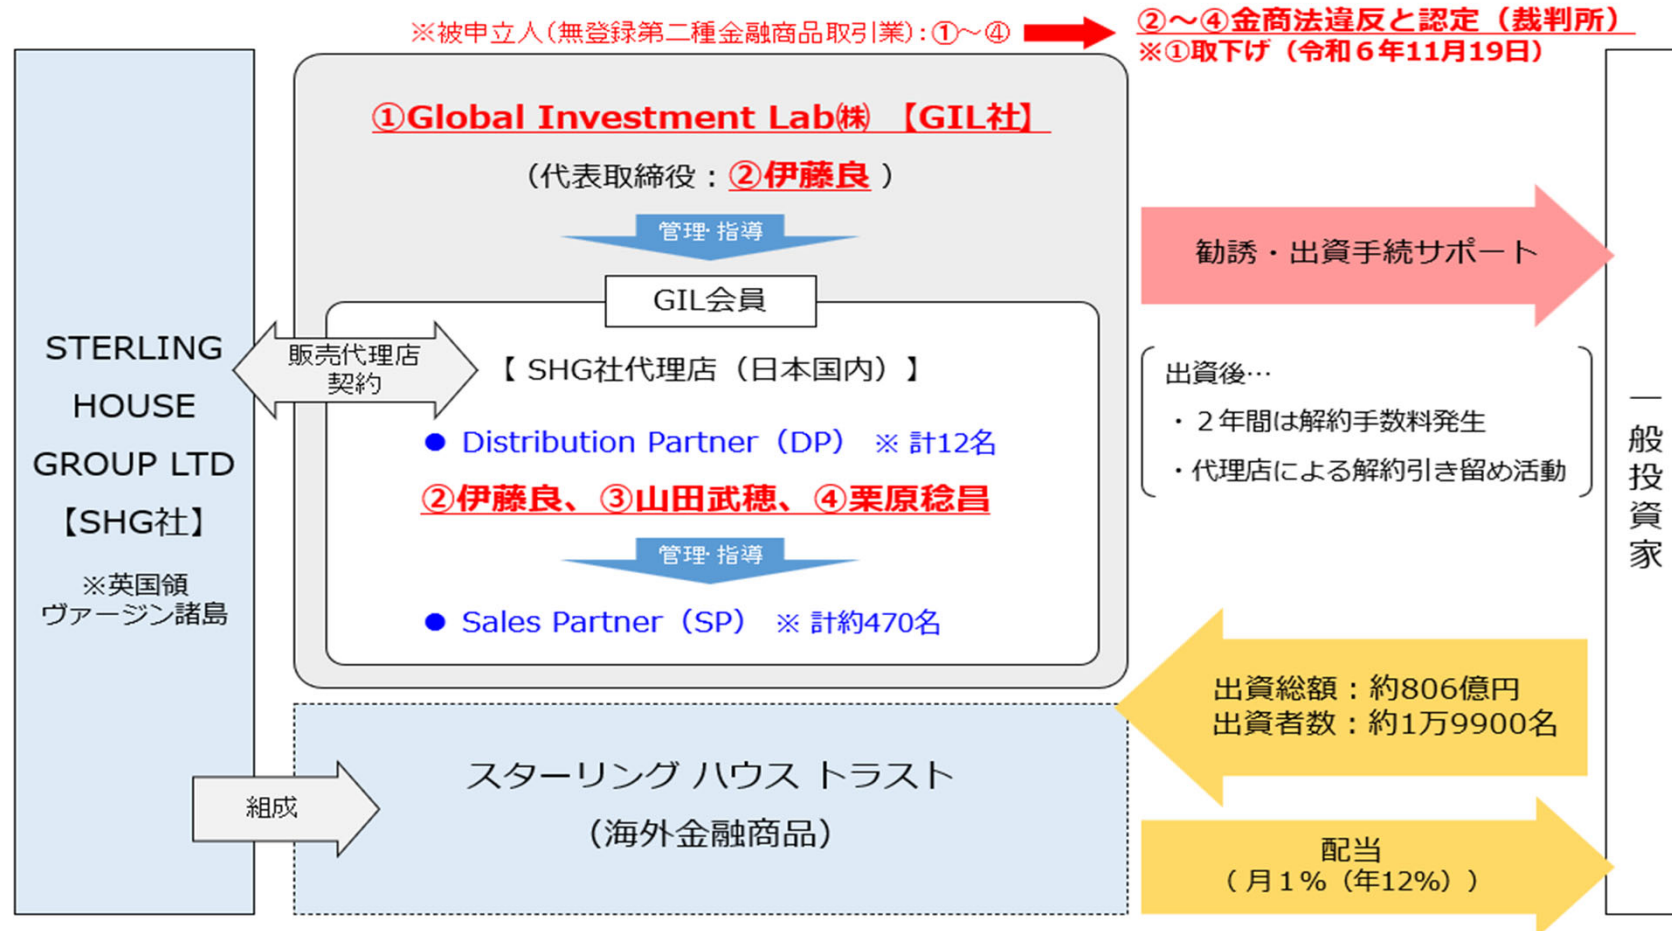 ※被申立人(無登録第二種金融商品取引業):①～④
②～④金商法違反と認定（裁判所）
※①取下げ（令和６年11月19日）
①Global Investment Lab㈱ 【GIL社】
（代表取締役：②伊藤良 ）
管理・指導
GIL会員
【 SHG社代理店（日本国内）】
● Distribution Partner（DP） ※ 計12名
②伊藤良、③山田武穂、④栗原稔昌
管理・指導
● Sales Partner（SP） ※ 計約470名
STERLING
HOUSE
GROUP LTD
【SHG社】
※英国領
ヴァージン諸島
販売代理店
契約
組成
スターリング ハウス トラスト
（海外金融商品）
勧誘・出資手続サポート
出資後…
・２年間は解約手数料発生
・代理店による解約引き留め活動
出資総額：約806億円
出資者数：約1万9900名
配当
（ 月１%（年12%））
一般投資家